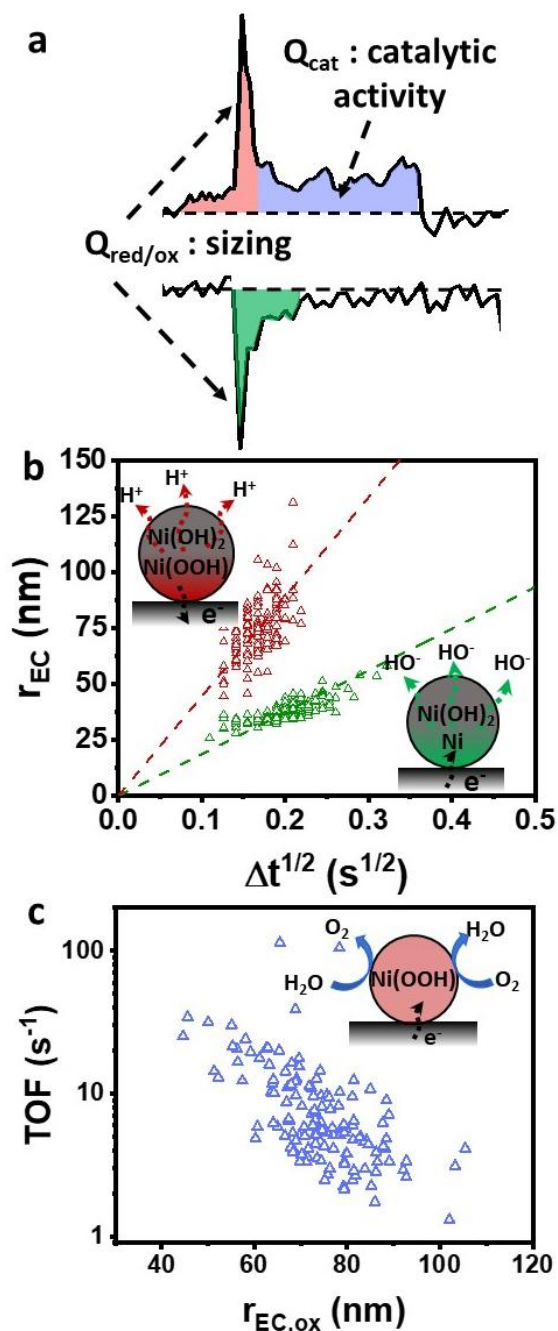 a
Q_cat : catalytic
activity
Q_red/ox : sizing
b
150
125
100
75
50
25
0
r_EC (nm)
H⁺
H⁺
H⁺
Ni(OH)₂
Ni(OOH)
e⁻
HO⁻
HO⁻
HO⁻
Ni(OH)₂
Ni
e⁻
0.0 0.1 0.2 0.3 0.4 0.5
Δt^1/2 (s^1/2)
c
100
10
1
TOF (s⁻¹)
O₂
H₂O
H₂O
Ni(OOH)
O₂
e⁻
40 60 80 100 120
r_EC,ox (nm)